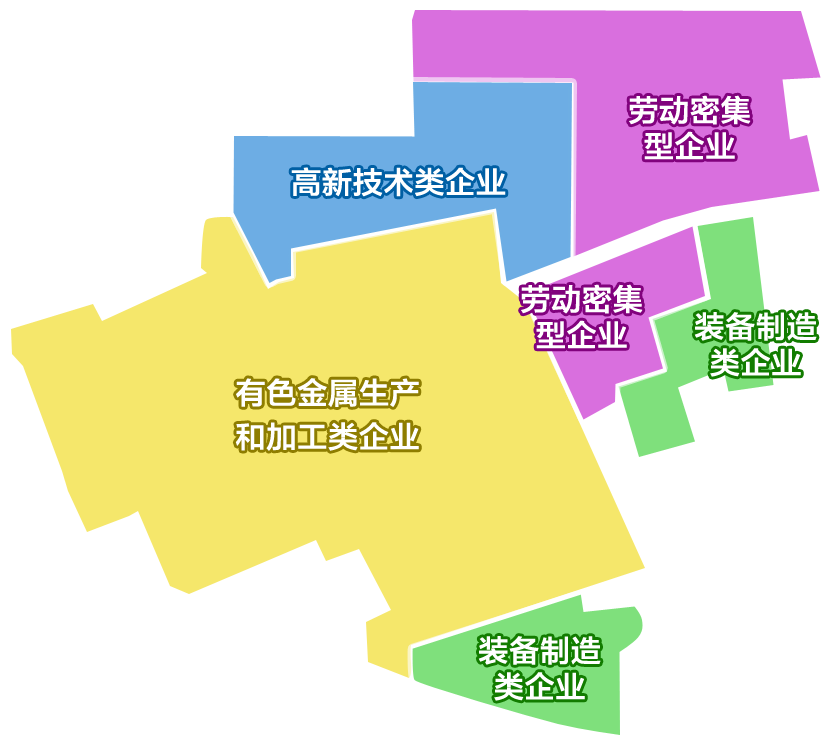 劳动密集
型企业
高新技术类企业
劳动密集
型企业
装备制造
类企业
有色金属生产
和加工类企业
装备制造
类企业